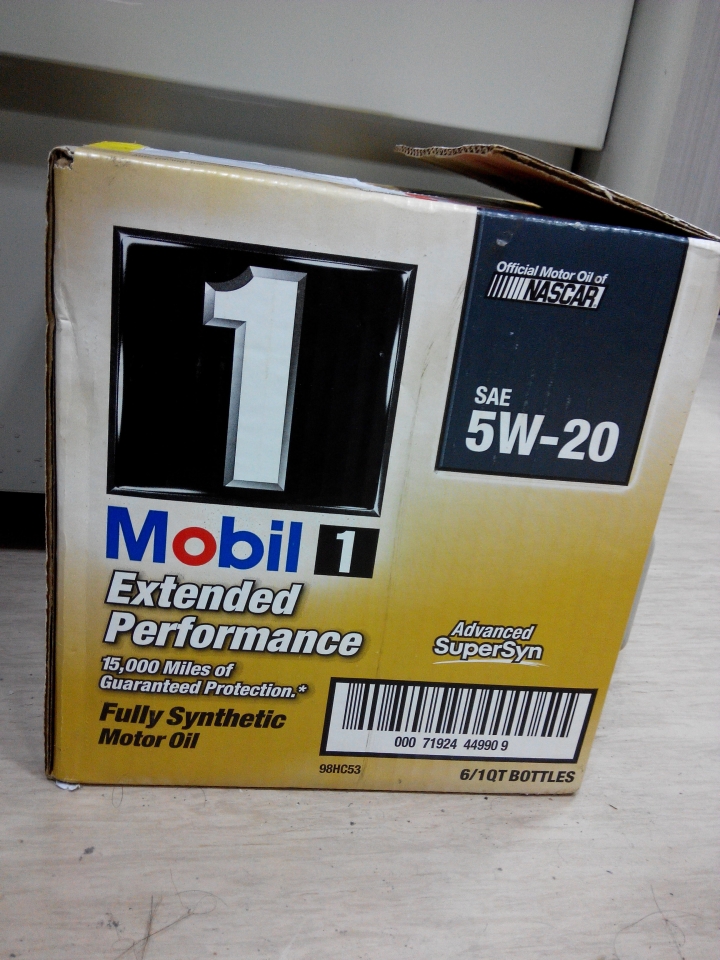 1
Official Motor Oil of
NASCAR
SAE
5W-20
Mobil 1
Extended
Performance
15,000 Miles of
Guaranteed Protection.*
Fully Synthetic
Motor Oil
Advanced
SuperSyn
000 71924 44990 9
98HC53
6/1QT BOTTLES